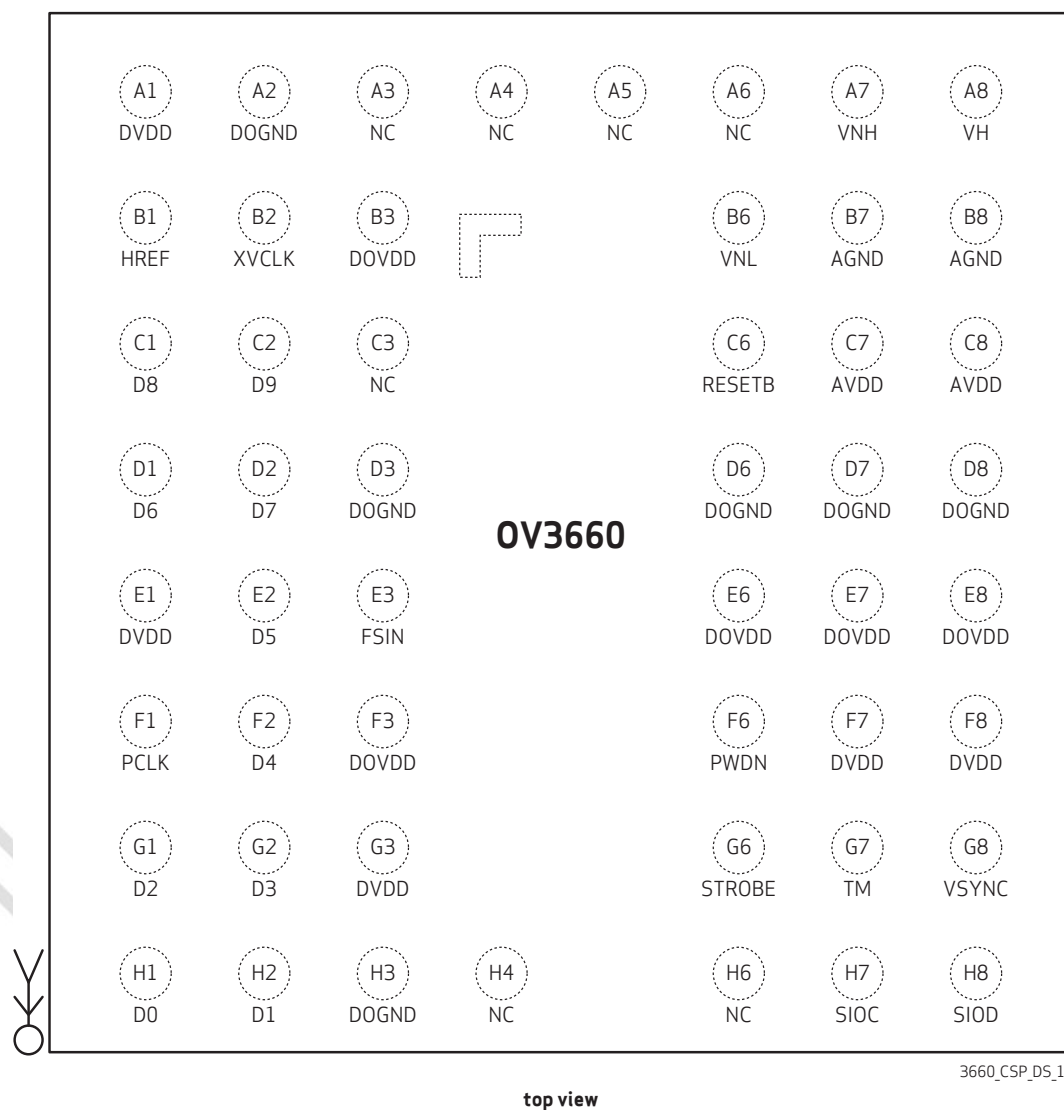 A1 A2 A3 A4 A5 A6 A7 A8
DVDD DOGND NC NC NC NC VNH VH
B1 B2 B3 B6 B7 B8
HREF XVCLK DOVDD VNL AGND AGND
C1 C2 C3 C6 C7 C8
D8 D9 NC RESETB AVDD AVDD
D1 D2 D3 D6 D7 D8
D6 D7 DOGND DOGND DOGND DOGND
OV3660
E1 E2 E3 E6 E7 E8
DVDD D5 FSIN DOVDD DOVDD DOVDD
F1 F2 F3 F6 F7 F8
PCLK D4 DOVDD PWDN DVDD DVDD
G1 G2 G3 G6 G7 G8
D2 D3 DVDD STROBE TM VSYNC
H1 H2 H3 H4 H6 H7 H8
D0 D1 DOGND NC NC SIOC SIOD
3660_CSP_DS_1
top view